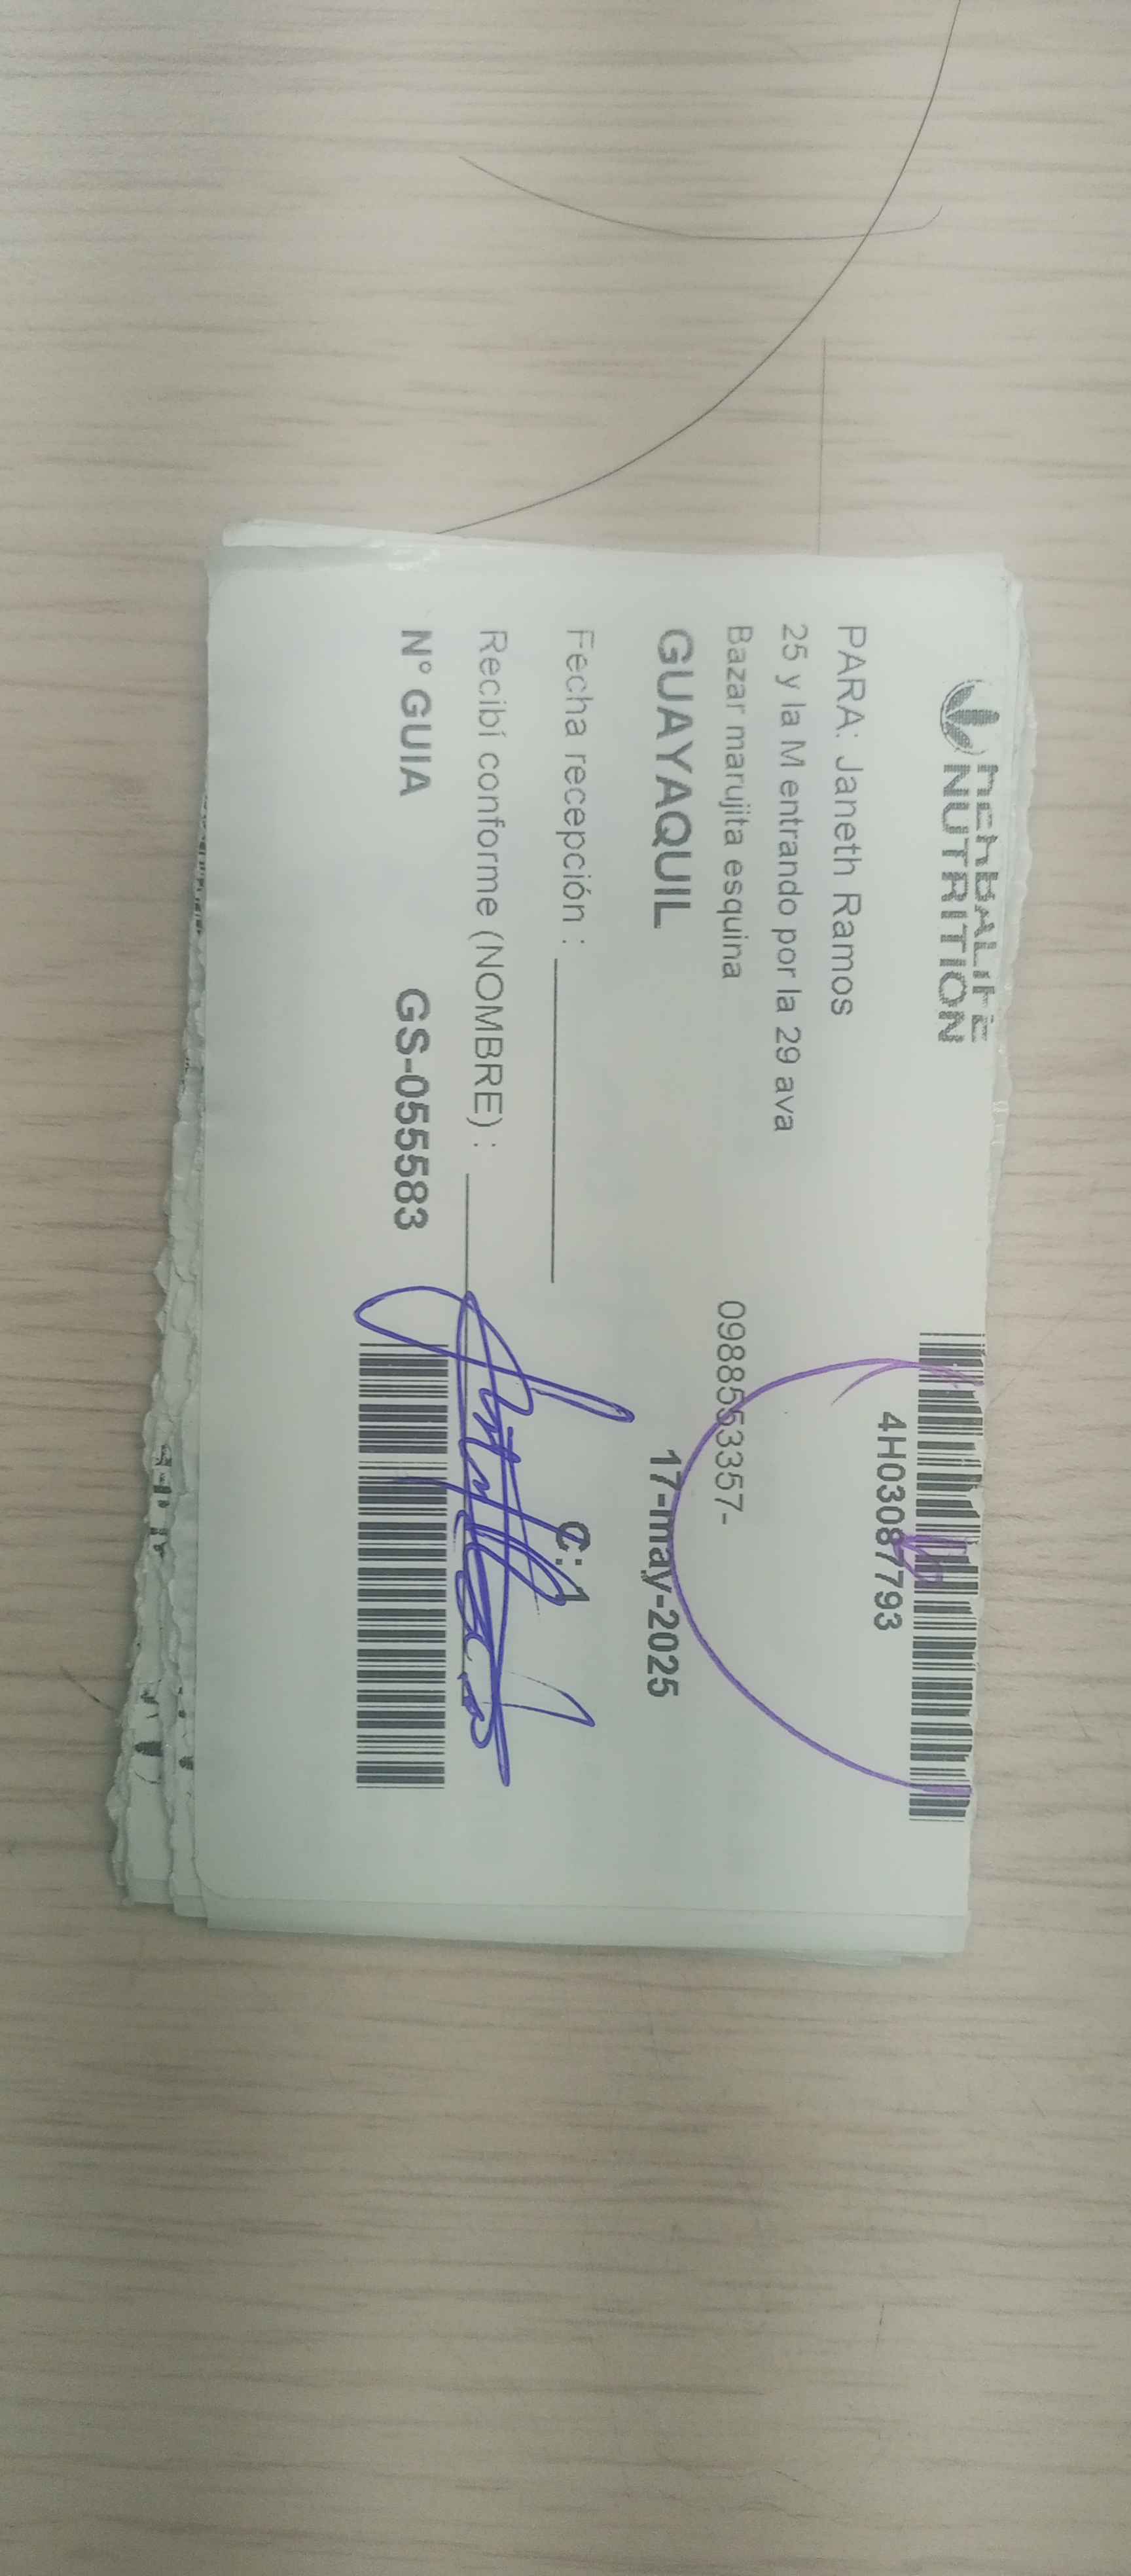 HERBALIFE
NUTRITION
4H03087793
PARA: Janeth Ramos
25 y la M entrando por la 29 ava
Bazar marujita esquina
0988553357-
GUAYAQUIL
17-may-2025
Fecha recepción :
C: 1
Recibí conforme (NOMBRE) :
N° GUIA
GS-055583